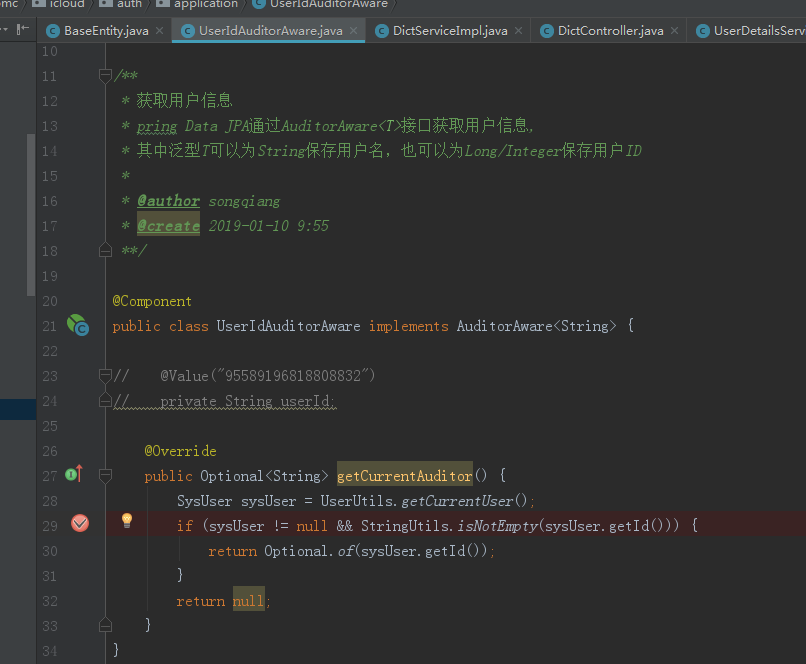 mc icloud auth application UserIdAuditorAware
BaseEntity.java UserIdAuditorAware.java DictServiceImpl.java DictController.java UserDetailsServ
10
11 /**
12 * 获取用户信息
13 * pring Data JPA通过AuditorAware<T>接口获取用户信息,
14 * 其中泛型T可以为String保存用户名，也可以为Long/Integer保存用户ID
15 *
16 * @author songqiang
17 * @create 2019-01-10 9:55
18 **/
19
20 @Component
21 public class UserIdAuditorAware implements AuditorAware<String> {
22
23 // @Value("95589196818808832")
24 // private String userId;
25
26 @Override
27 public Optional<String> getCurrentAuditor() {
28 SysUser sysUser = UserUtils.getCurrentUser();
29 if (sysUser != null && StringUtils.isNotEmpty(sysUser.getId())) {
30 return Optional.of(sysUser.getId());
31 }
32 return null;
33 }
34 }